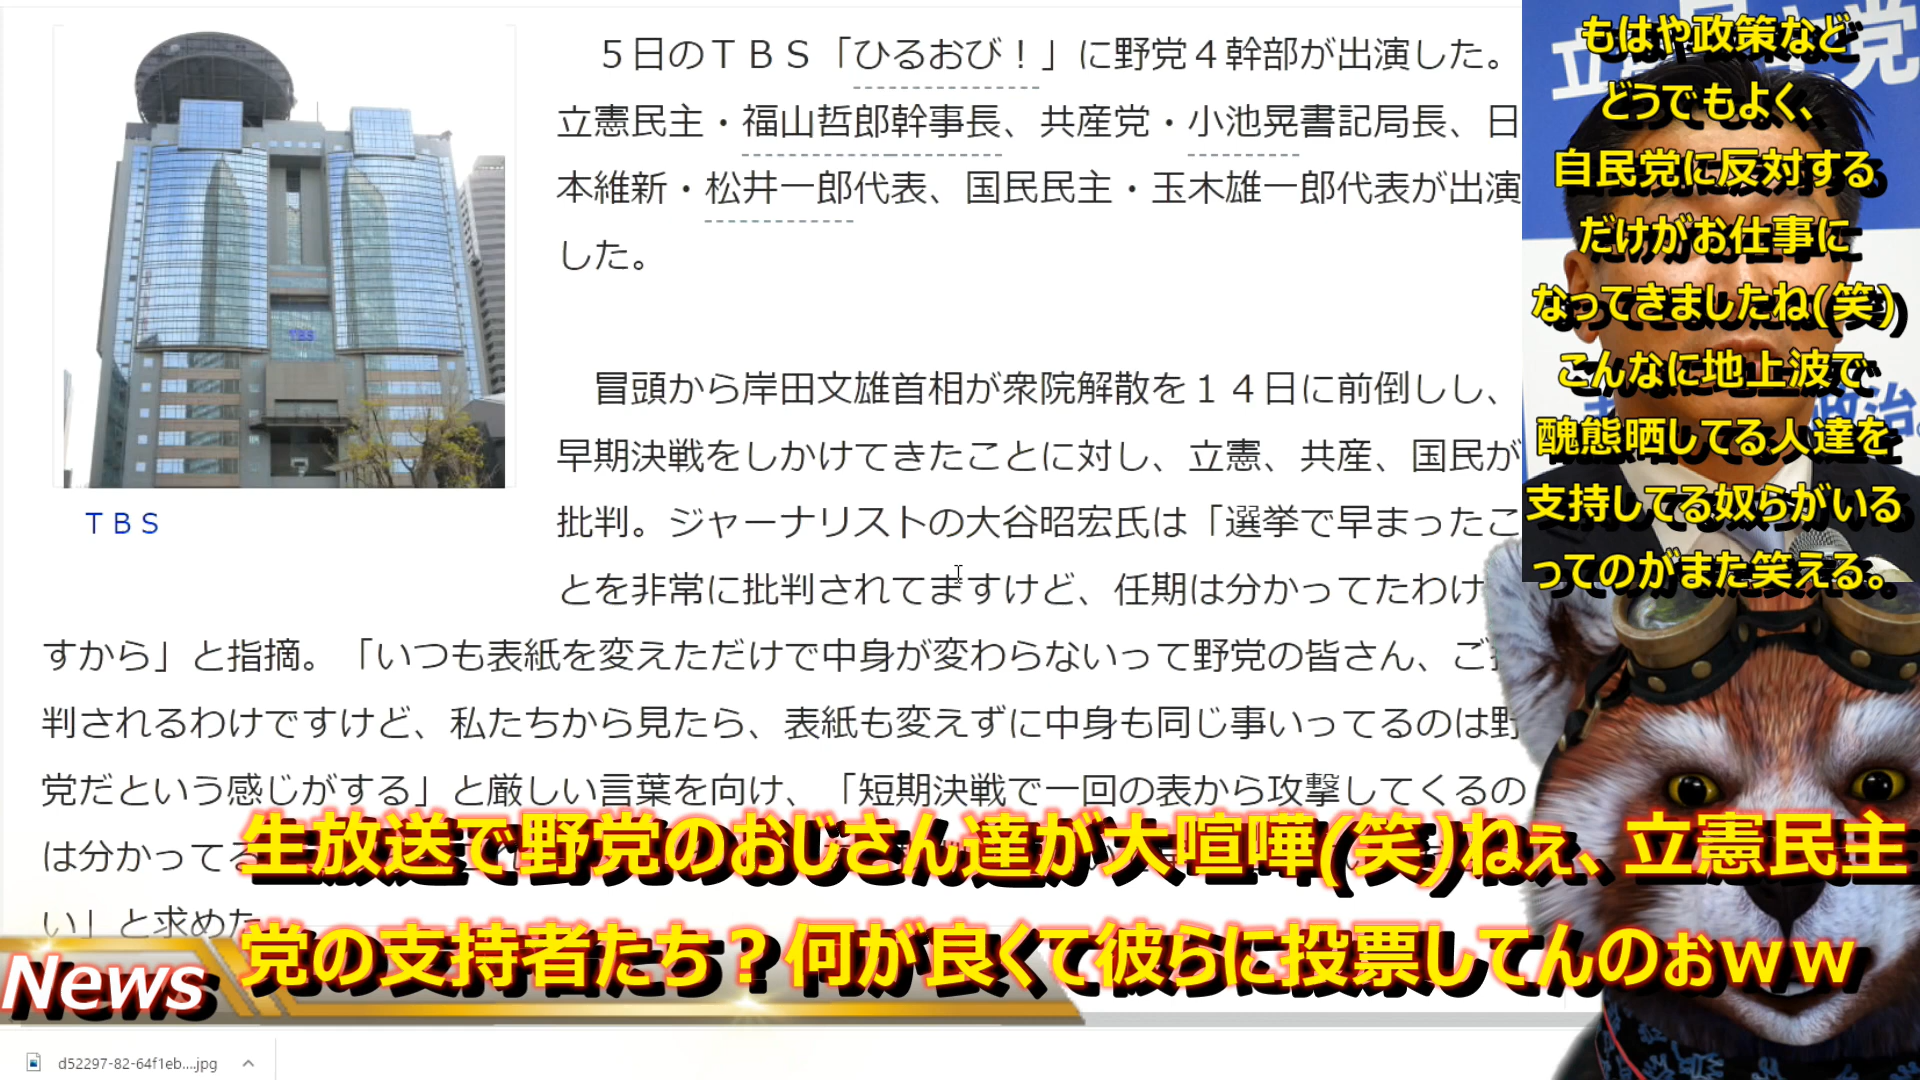 ５日のＴＢＳ「ひるおび！」に野党４幹部が出演した。
立憲民主・福山哲郎幹事長、共産党・小池晃書記局長、日
本維新・松井一郎代表、国民民主・玉木雄一郎代表が出演
した。
冒頭から岸田文雄首相が衆院解散を１４日に前倒しし、
早期決戦をしかけてきたことに対し、立憲、共産、国民が
批判。ジャーナリストの大谷昭宏氏は「選挙で早まったこ
とを非常に批判されてますけど、任期は分かってたわけ
すから」と指摘。「いつも表紙を変えただけで中身が変わらないって野党の皆さん、ご
判されるわけですけど、私たちから見たら、表紙も変えずに中身も同じ事いってるのは野
党だという感じがする」と厳しい言葉を向け、「短期決戦で一回の表から攻撃してくるの
は分かってる
い」と求めた
TBS
ＴＢＳ
もはや政策など
どうでもよく、
自民党に反対する
だけがお仕事に
なってきましたね(笑)
こんなに地上波で
醜態晒してる人達を
支持してる奴らがいる
ってのがまた笑える。
生放送で野党のおじさん達が大喧嘩(笑)ねぇ、立憲民主
党の支持者たち？何が良くて彼らに投票してんのぉｗｗ
News
d52297-82-64f1eb....jpg